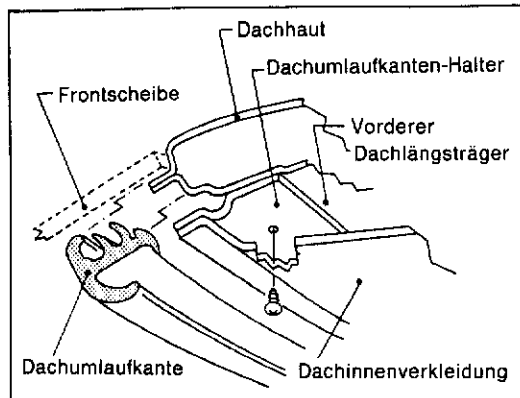 Dachhaut
Dachumlaufkanten-Halter
Frontscheibe
Vorderer
Dachlängsträger
Dachumlaufkante
Dachinnenverkleidung